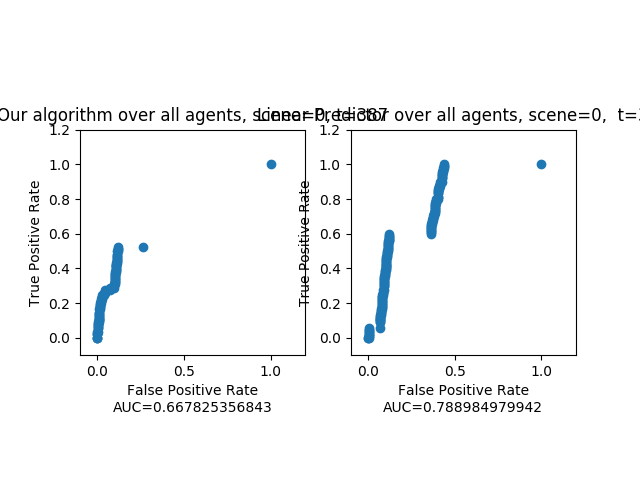 Our algorithm over all agents, scene=0, t=387
Linear Predictor over all agents, scene=0,  t=3
1.2
1.0
0.8
0.6
0.4
0.2
0.0
True Positive Rate
0.0 0.5 1.0
False Positive Rate
AUC=0.667825356843
1.2
1.0
0.8
0.6
0.4
0.2
0.0
True Positive Rate
0.0 0.5 1.0
False Positive Rate
AUC=0.788984979942